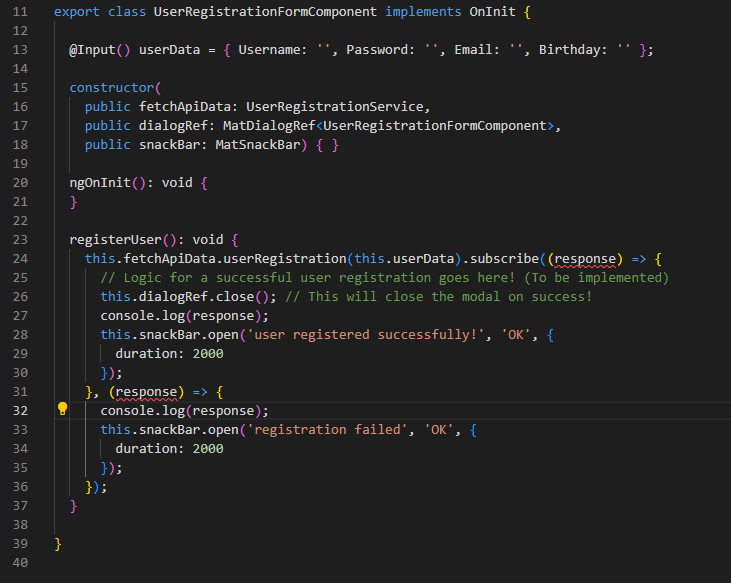 11 export class UserRegistrationFormComponent implements OnInit {
12
13 @Input() userData = { Username: '', Password: '', Email: '', Birthday: '' };
14
15 constructor(
16 public fetchApiData: UserRegistrationService,
17 public dialogRef: MatDialogRef<UserRegistrationFormComponent>,
18 public snackBar: MatSnackBar) { }
19
20 ngOnInit(): void {
21 }
22
23 registerUser(): void {
24 this.fetchApiData.userRegistration(this.userData).subscribe((response) => {
25 // Logic for a successful user registration goes here! (To be implemented)
26 this.dialogRef.close(); // This will close the modal on success!
27 console.log(response);
28 this.snackBar.open('user registered successfully!', 'OK', {
29 duration: 2000
30 });
31 }, (response) => {
32 console.log(response);
33 this.snackBar.open('registration failed', 'OK', {
34 duration: 2000
35 });
36 });
37 }
38
39 }
40